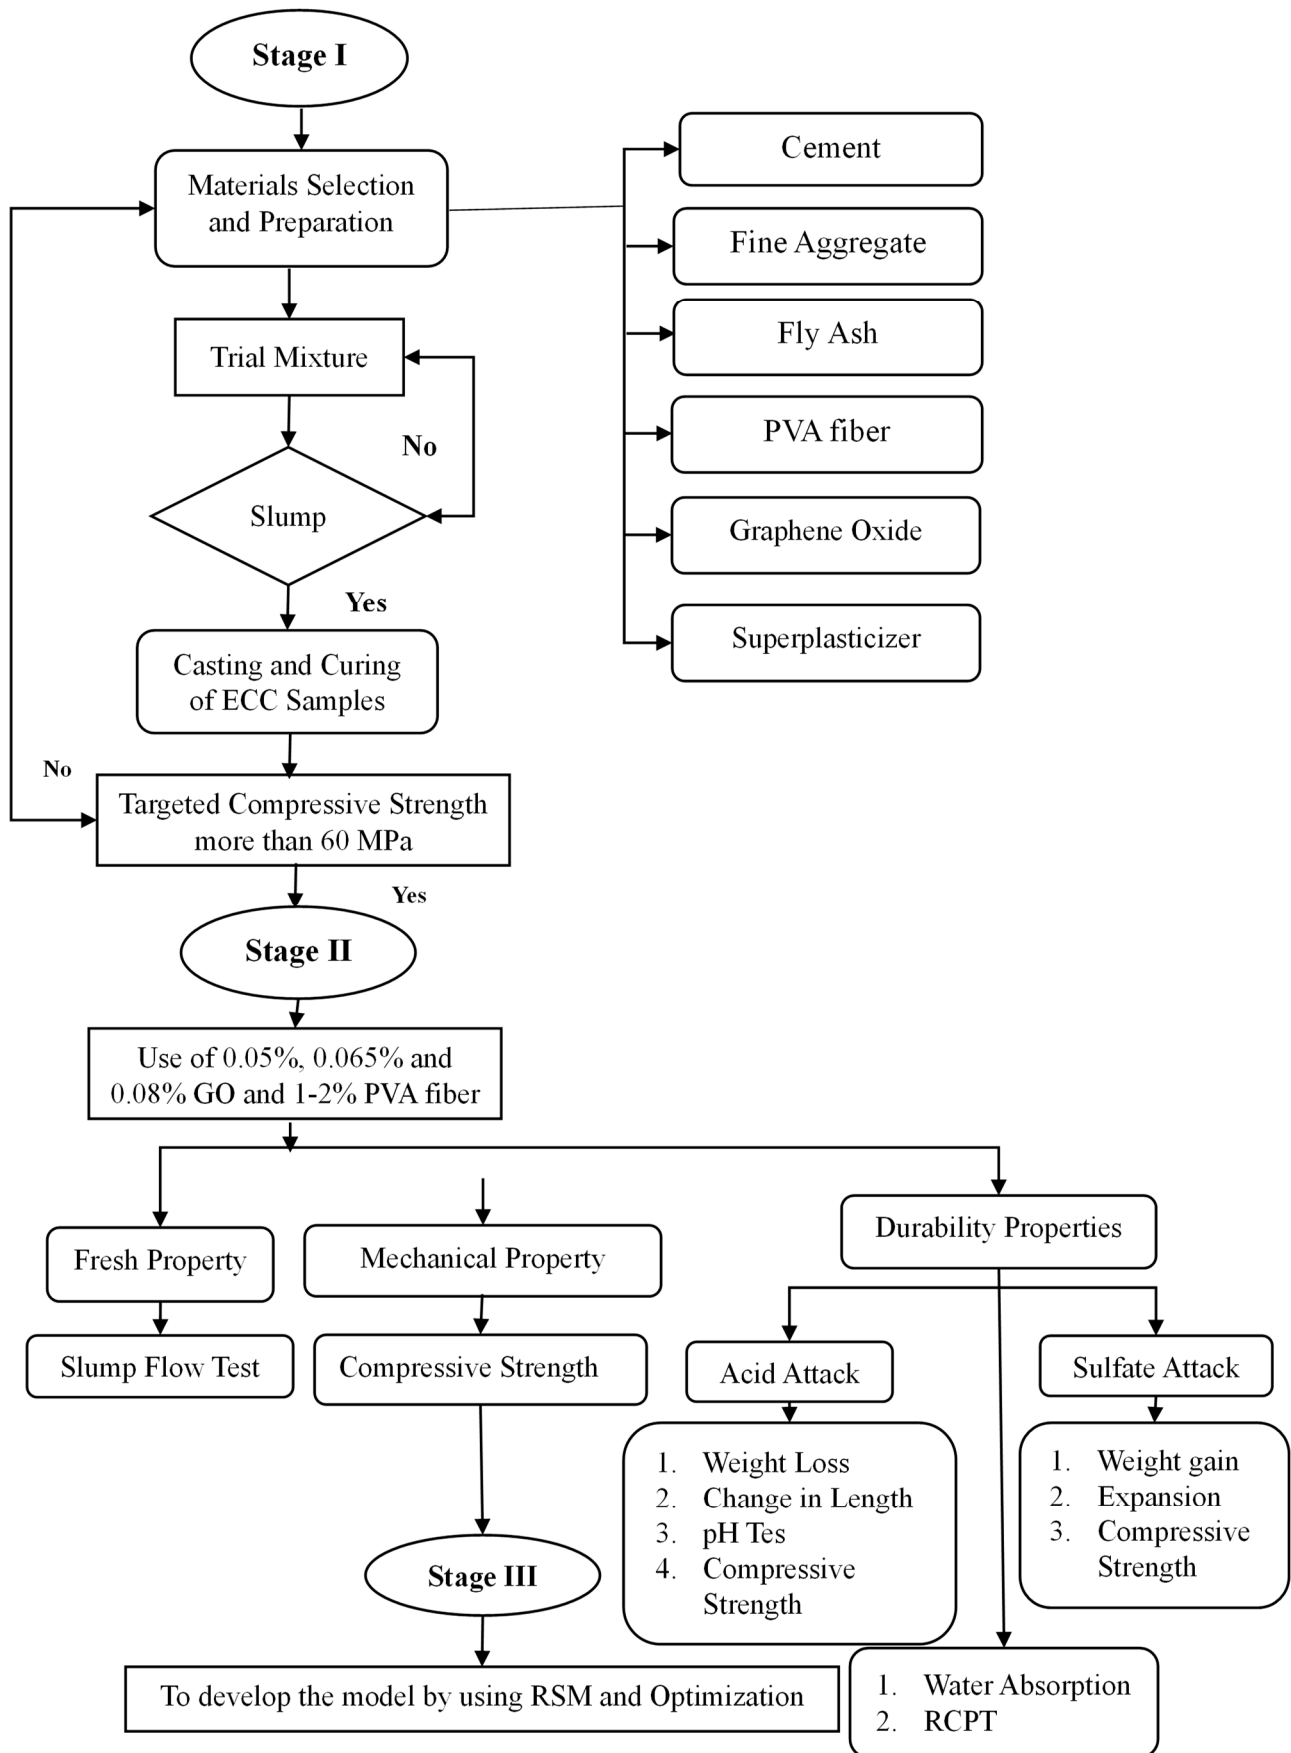 Stage I
Materials Selection
and Preparation
Cement
Fine Aggregate
Fly Ash
PVA fiber
Graphene Oxide
Superplasticizer
Trial Mixture
No
Slump
Yes
Casting and Curing
of ECC Samples
No
Targeted Compressive Strength
more than 60 MPa
Yes
Stage II
Use of 0.05%, 0.065% and
0.08% GO and 1-2% PVA fiber
Fresh Property
Mechanical Property
Durability Properties
Slump Flow Test
Compressive Strength
Acid Attack
Sulfate Attack
1. Weight Loss
2. Change in Length
3. pH Tes
4. Compressive
Strength
1. Weight gain
2. Expansion
3. Compressive
Strength
Stage III
To develop the model by using RSM and Optimization
1. Water Absorption
2. RCPT